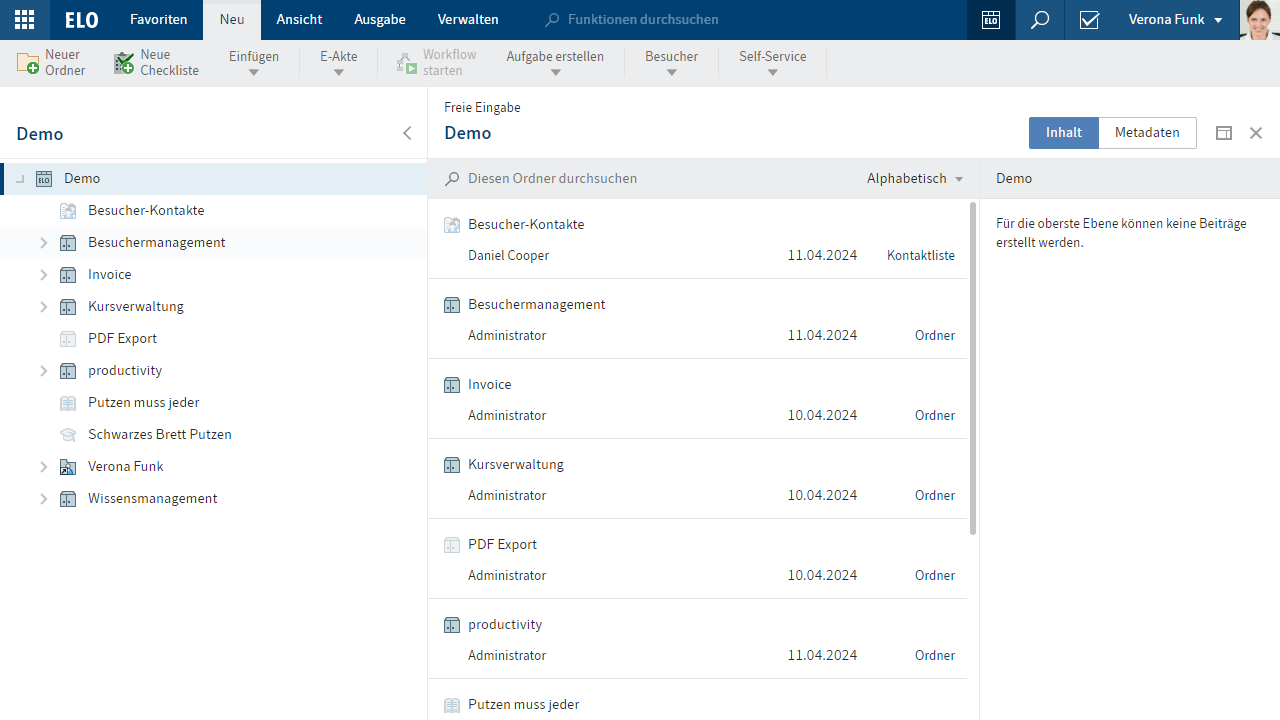 ELO
Favoriten
Neu
Ansicht
Ausgabe
Verwalten
Funktionen durchsuchen
ELO
Verona Funk
Neuer
Ordner
Neue
Checkliste
Einfügen
E-Akte
Workflow
starten
Aufgabe erstellen
Besucher
Self-Service
Demo
ELO
Demo
Besucher-Kontakte
Besuchermanagement
Invoice
Kursverwaltung
PDF Export
productivity
Putzen muss jeder
Schwarzes Brett Putzen
Verona Funk
Wissensmanagement
Freie Eingabe
Demo
Inhalt
Metadaten
Diesen Ordner durchsuchen
Alphabetisch
Besucher-Kontakte
Daniel Cooper 11.04.2024 Kontaktliste
Besuchermanagement
Administrator 11.04.2024 Ordner
Invoice
Administrator 10.04.2024 Ordner
Kursverwaltung
Administrator 10.04.2024 Ordner
PDF Export
Administrator 10.04.2024 Ordner
productivity
Administrator 11.04.2024 Ordner
Putzen muss jeder
Demo
Für die oberste Ebene können keine Beiträge
erstellt werden.